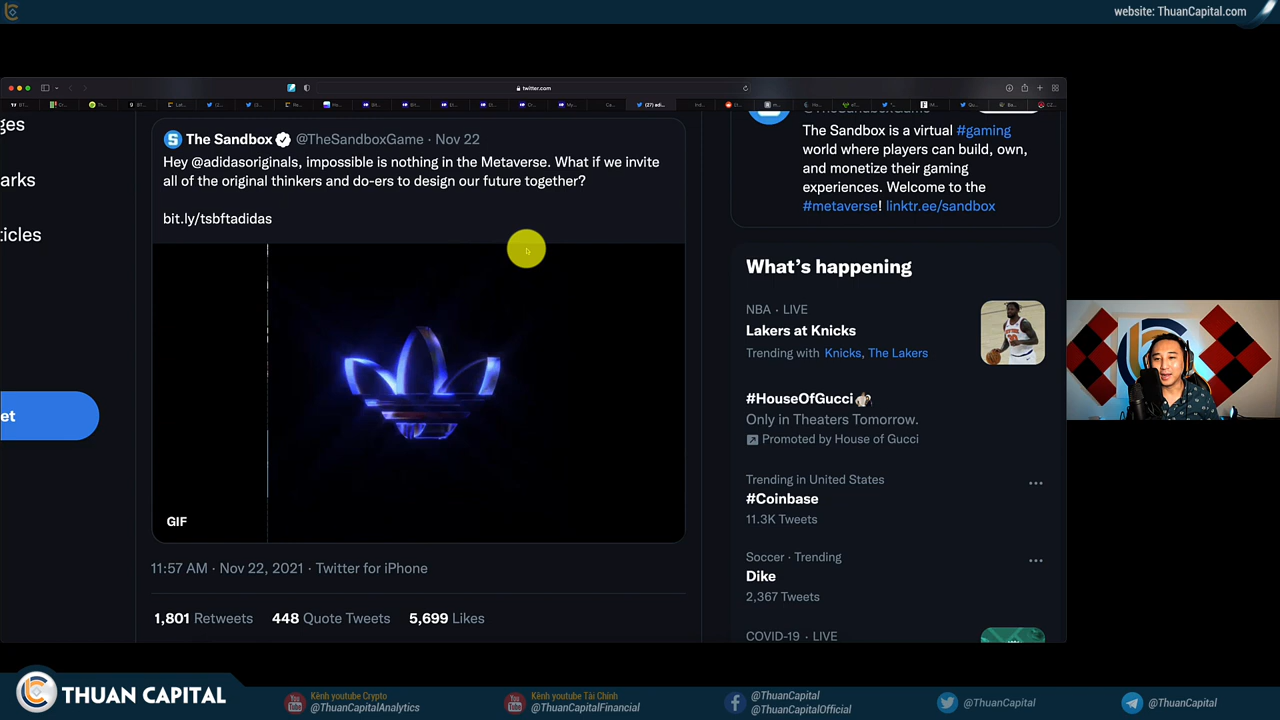 website: ThuanCapital.com
twitter.com
ges
arks
ticles
et
The Sandbox @TheSandboxGame · Nov 22
Hey @adidasoriginals, impossible is nothing in the Metaverse. What if we invite
all of the original thinkers and do-ers to design our future together?
bit.ly/tsbftadidas
GIF
11:57 AM · Nov 22, 2021 · Twitter for iPhone
1,801 Retweets 448 Quote Tweets 5,699 Likes
The Sandbox is a virtual #gaming
world where players can build, own,
and monetize their gaming
experiences. Welcome to the
#metaverse! linktr.ee/sandbox
What's happening
NBA · LIVE
Lakers at Knicks
Trending with Knicks, The Lakers
#HouseOfGucci
Only in Theaters Tomorrow.
Promoted by House of Gucci
Trending in United States
#Coinbase
11.3K Tweets
Soccer · Trending
Dike
2,367 Tweets
COVID-19 · LIVE
THUAN CAPITAL
Kênh youtube Crypto
@ThuanCapitalAnalytics
Kênh youtube Tài Chính
@ThuanCapitalFinancial
@ThuanCapital
@ThuanCapitalOfficial
@ThuanCapital
@ThuanCapital